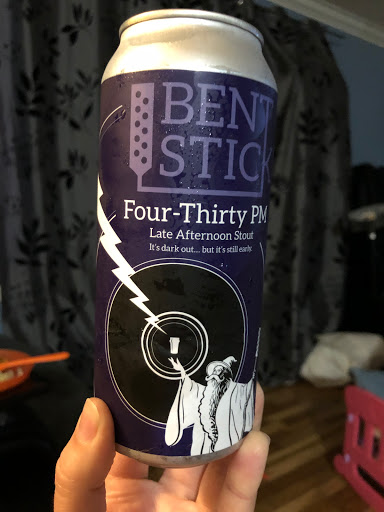 BENT
STICK
Four-Thirty PM
Late Afternoon Stout
It's dark out... but it's still early.